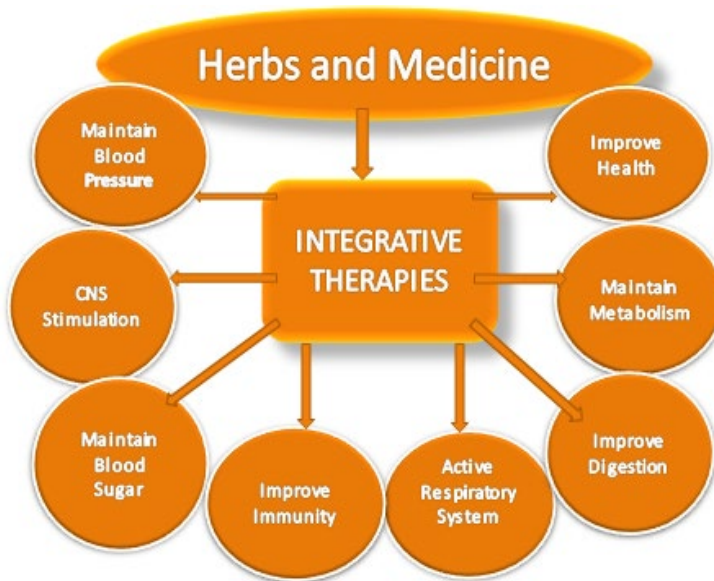 Herbs and Medicine
Maintain
Blood
Pressure
Improve
Health
INTEGRATIVE
THERAPIES
CNS
Stimulation
Maintain
Metabolism
Maintain
Blood
Sugar
Improve
Immunity
Active
Respiratory
System
Improve
Digestion